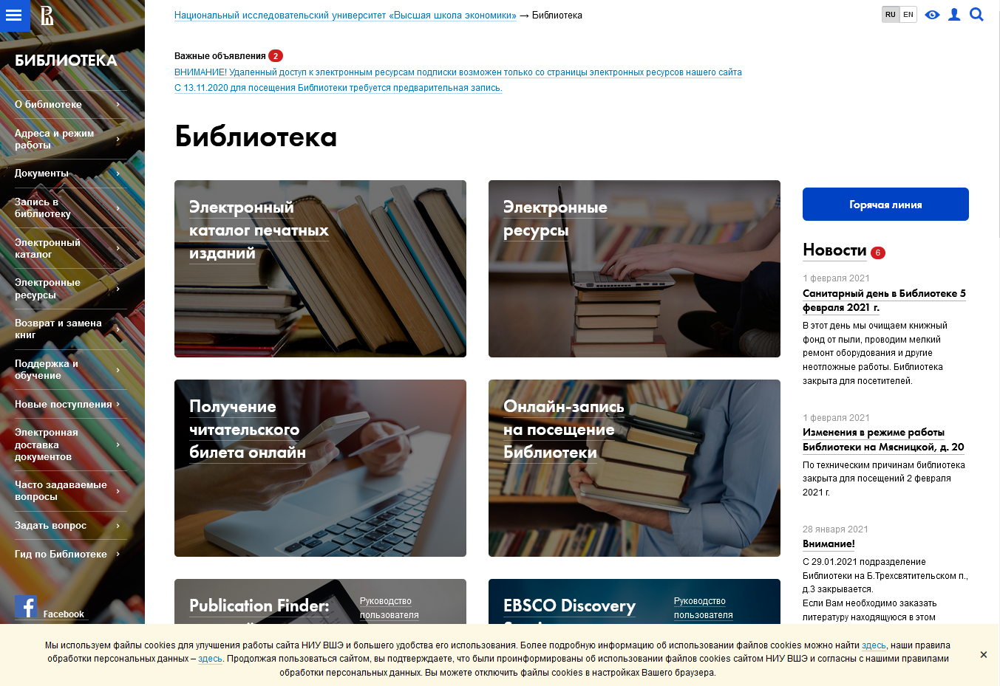 Национальный исследовательский университет «Высшая школа экономики» → Библиотека
RU EN
БИБЛИОТЕКА
О библиотеке
Адреса и режим
работы
Документы
Запись в
библиотеку
Электронный
каталог
Электронные
ресурсы
Возврат и замена
книг
Поддержка и
обучение
Новые поступления
Электронная
доставка
документов
Часто задаваемые
вопросы
Задать вопрос
Гид по Библиотеке
Facebook
Важные объявления 2
ВНИМАНИЕ! Удаленный доступ к электронным ресурсам подписки возможен только со страницы электронных ресурсов нашего сайта
С 13.11.2020 для посещения Библиотеки требуется предварительная запись.
Библиотека
Электронный
каталог печатных
изданий
Электронные
ресурсы
Получение
читательского
билета онлайн
Онлайн-запись
на посещение
Библиотеки
Publication Finder:
Руководство
пользователя
EBSCO Discovery
Руководство
пользователя
Горячая линия
Новости 6
1 февраля 2021
Санитарный день в Библиотеке 5
февраля 2021 г.
В этот день мы очищаем книжный
фонд от пыли, проводим мелкий
ремонт оборудования и другие
неотложные работы. Библиотека
закрыта для посетителей.
1 февраля 2021
Изменения в режиме работы
Библиотеки на Мясницкой, д. 20
По техническим причинам библиотека
закрыта для посещений 2 февраля
2021 г.
28 января 2021
Внимание!
С 29.01.2021 подразделение
Библиотеки на Б.Трехсвятительском п.,
д.3 закрывается.
Если Вам необходимо заказать
литературу находящуюся в этом
Мы используем файлы cookies для улучшения работы сайта НИУ ВШЭ и большего удобства его использования. Более подробную информацию об использовании файлов cookies можно найти здесь, наши правила
обработки персональных данных – здесь. Продолжая пользоваться сайтом, вы подтверждаете, что были проинформированы об использовании файлов cookies сайтом НИУ ВШЭ и согласны с нашими правилами
обработки персональных данных. Вы можете отключить файлы cookies в настройках Вашего браузера.